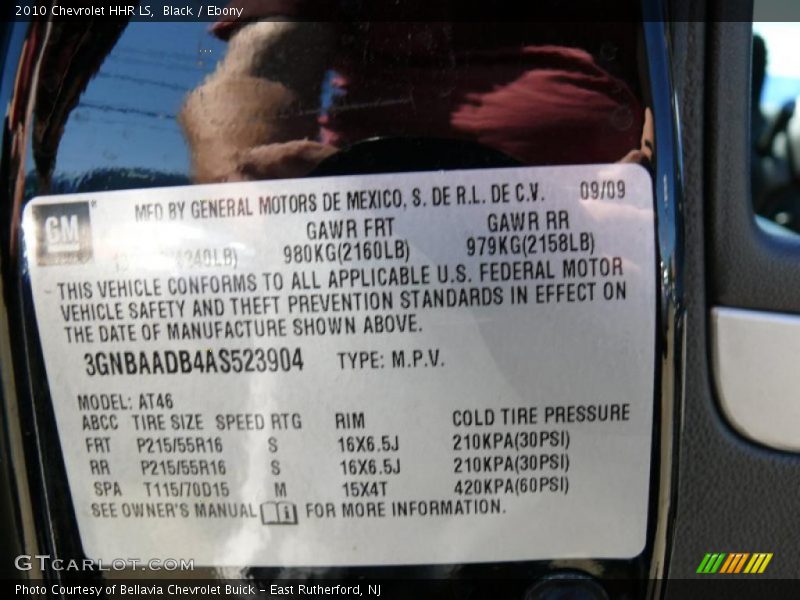 2010 Chevrolet HHR LS, Black / Ebony
GM
MFD BY GENERAL MOTORS DE MEXICO, S. DE R.L. DE C.V. 09/09
GAWR FRT GAWR RR
(4340LB) 980KG(2160LB) 979KG(2158LB)
THIS VEHICLE CONFORMS TO ALL APPLICABLE U.S. FEDERAL MOTOR
VEHICLE SAFETY AND THEFT PREVENTION STANDARDS IN EFFECT ON
THE DATE OF MANUFACTURE SHOWN ABOVE.
3GNBAADB4AS523904 TYPE: M.P.V.
MODEL: AT46
ABCC TIRE SIZE SPEED RTG RIM COLD TIRE PRESSURE
FRT P215/55R16 S 16X6.5J 210KPA(30PSI)
RR P215/55R16 S 16X6.5J 210KPA(30PSI)
SPA T115/70D15 M 15X4T 420KPA(60PSI)
SEE OWNER'S MANUAL FOR MORE INFORMATION.
GTCARLOT.COM
Photo Courtesy of Bellavia Chevrolet Buick - East Rutherford, NJ